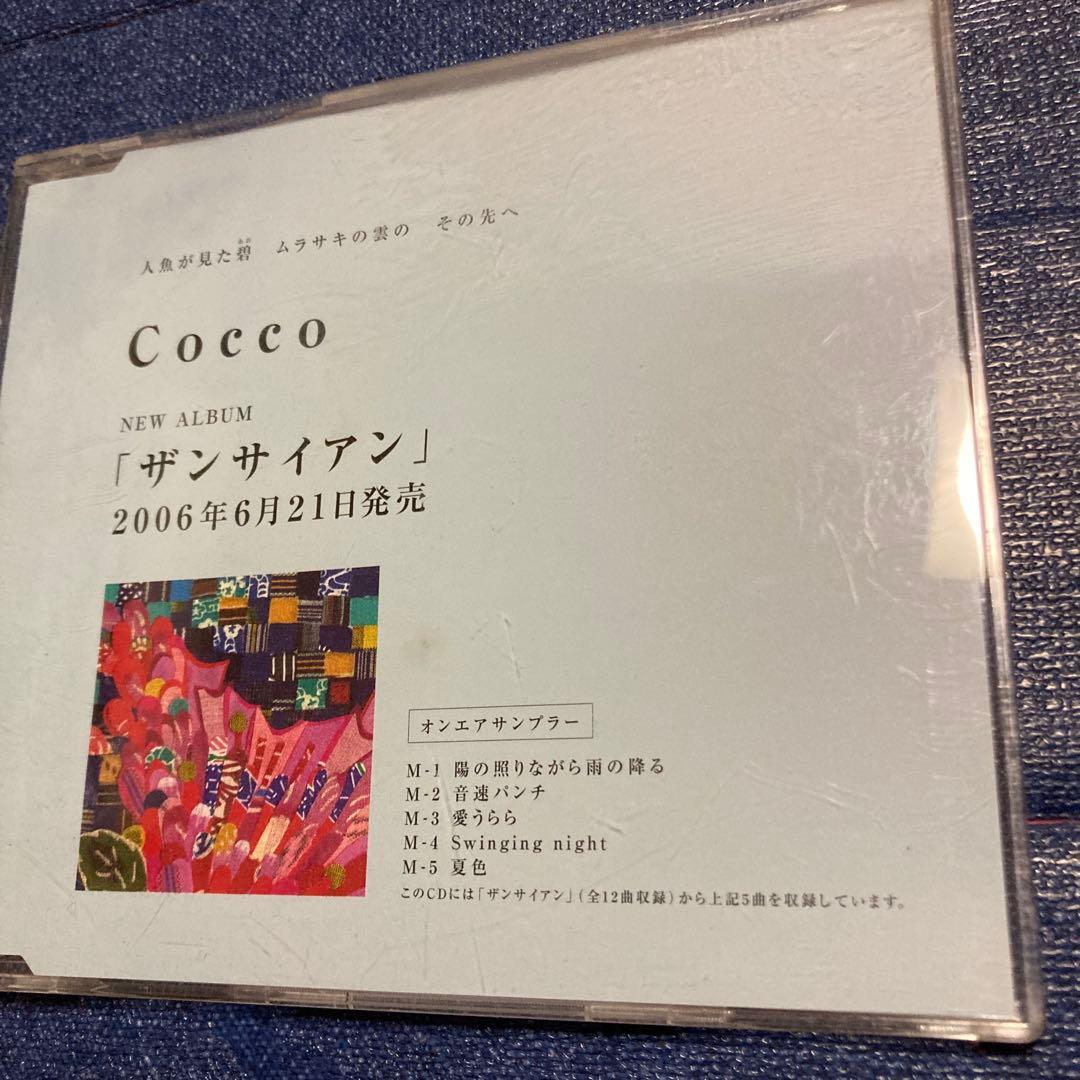 人魚が見た碧　ムラサキの雲の　その先へ
あお
Cocco
NEW ALBUM
「ザンサイアン」
2006年6月21日発売
オンエアサンプラー
M-1 陽の照りながら雨の降る
M-2 音速パンチ
M-3 愛うらら
M-4 Swinging night
M-5 夏色
このCDには「ザンサイアン」(全12曲収録)から上記5曲を収録しています。